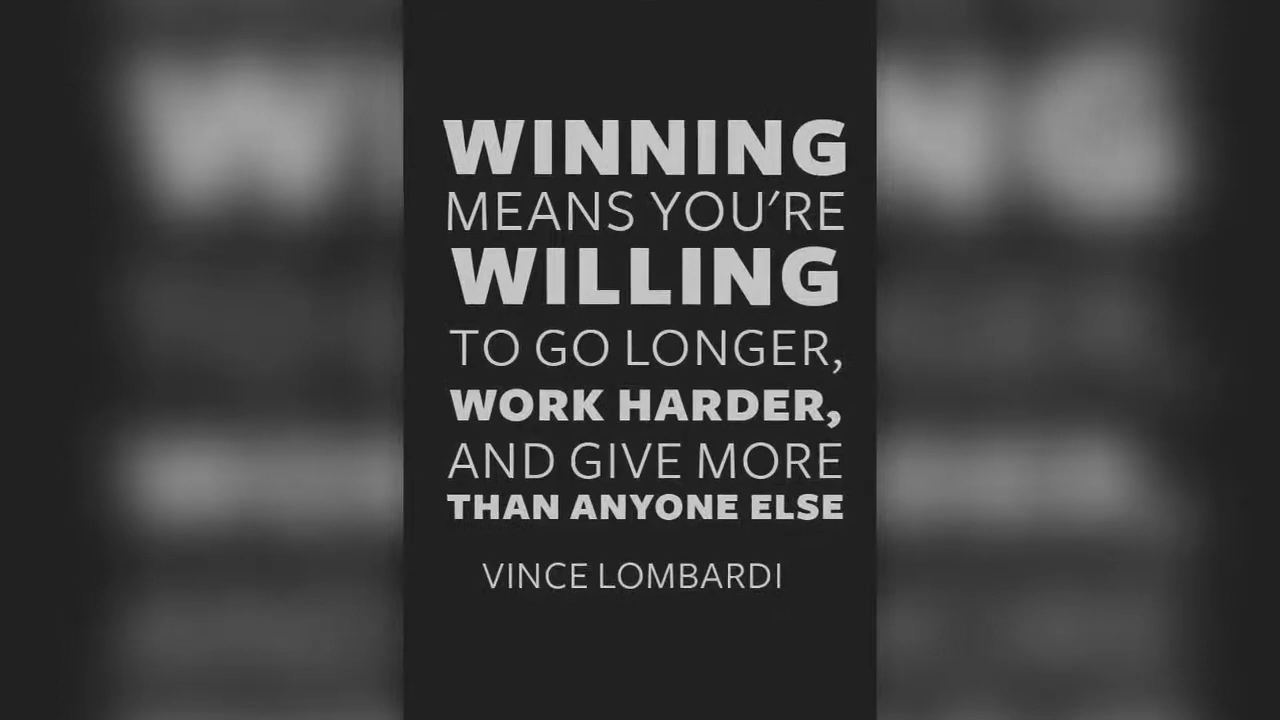 WINNING
MEANS YOU'RE
WILLING
TO GO LONGER,
WORK HARDER,
AND GIVE MORE
THAN ANYONE ELSE
VINCE LOMBARDI